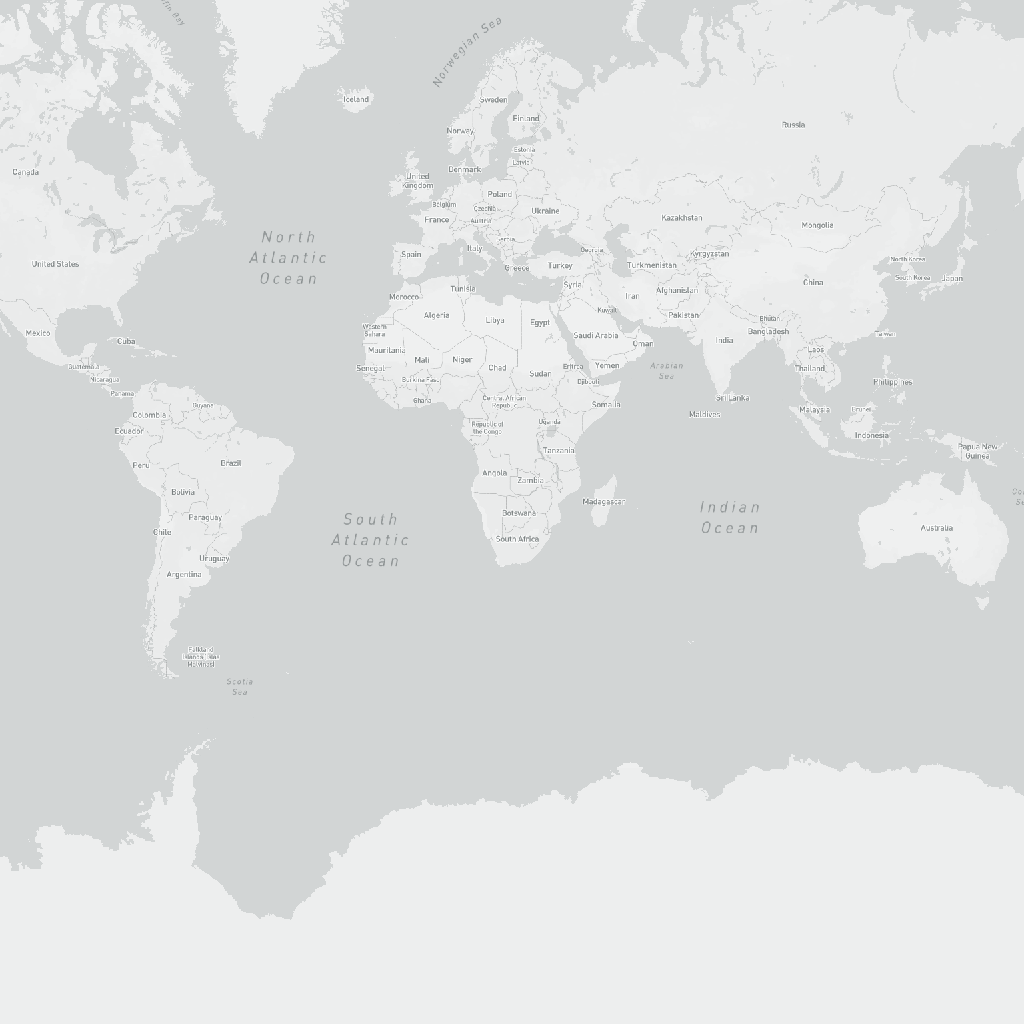 Norwegian Sea
Iceland
Sweden
Finland
Norway
Russia
Estonia
Latvia
Denmark
Canada
United
Kingdom
Poland
Belgium
Czechia
Ukraine
France
Austria
Kazakhstan
Mongolia
North
Atlantic
Ocean
Serbia
Italy
Georgia
Spain
Kyrgyzstan
North Korea
United States
Greece
Turkey
Turkmenistan
South Korea
Japan
China
Syria
Tunisia
Afghanistan
Morocco
Iran
Kuwait
Algeria
Pakistan
Libya
Egypt
Bhutan
Western
Sahara
Bangladesh
Mexico
Saudi Arabia
Taiwan
Cuba
India
Oman
Mauritania
Laos
Mali
Niger
Guatemala
Senegal
Chad
Eritrea
Yemen
Arabian
Sea
Thailand
Sudan
Nicaragua
Burkina Faso
Djibouti
Philippines
Panama
Ghana
Central African
Republic
Sri Lanka
Guyana
Somalia
Colombia
Maldives
Malaysia
Brunei
Uganda
Republic of
the Congo
Ecuador
Indonesia
Papua New
Guinea
Tanzania
Peru
Brazil
Angola
Zambia
Bolivia
Madagascar
Indian
Ocean
Botswana
Paraguay
South
Atlantic
Ocean
Chile
Australia
South Africa
Uruguay
Argentina
Falkland
Islands (Islas
Malvinas)
Scotia
Sea